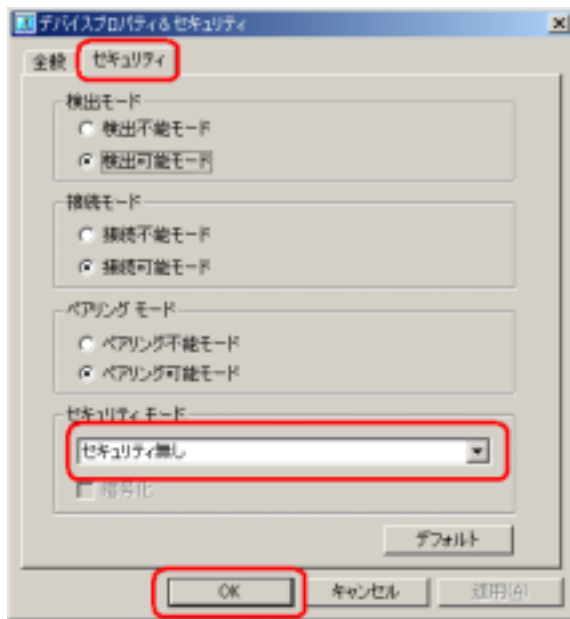 デバイスプロパティ&セキュリティ
全般 セキュリティ
検出モード
検出不能モード
検出可能モード
接続モード
接続不能モード
接続可能モード
ペアリング モード
ペアリング不能モード
ペアリング可能モード
セキュリティ モード
セキュリティ無し
暗号化
デフォルト
OK キャンセル 適用(A)